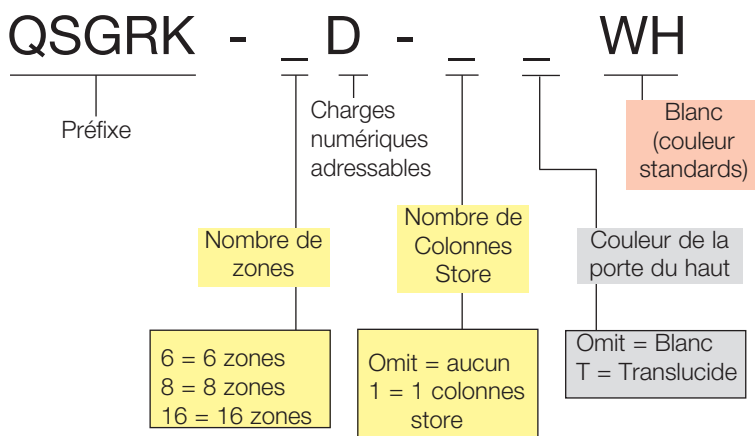 QSGRK - _ D - _ _ WH
Préfixe
Charges
numériques
adressables
Blanc
(couleur
standards)
Nombre de
zones
Nombre de
Colonnes
Store
Couleur de la
porte du haut
6 = 6 zones
8 = 8 zones
16 = 16 zones
Omit = aucun
1 = 1 colonnes
store
Omit = Blanc
T = Translucide